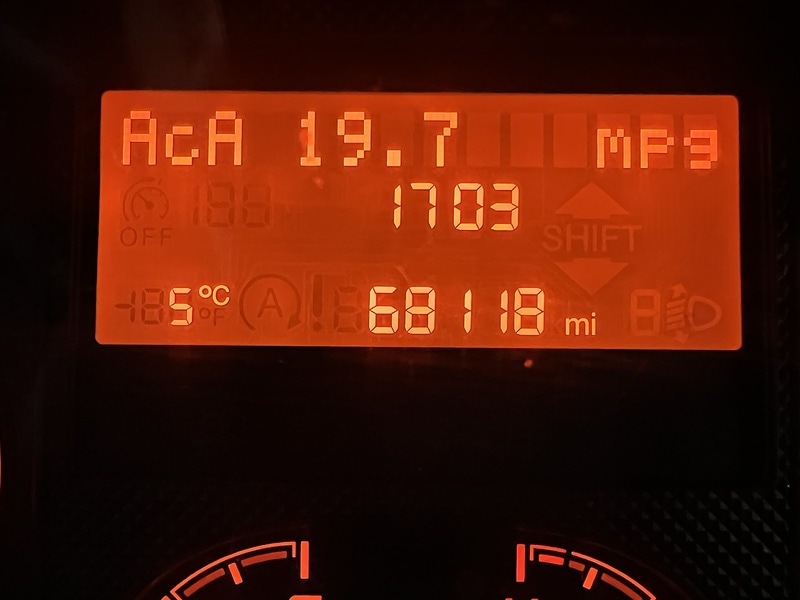 AcA 19.7 mpg
1703
OFF
SHIFT
5 °C °F A ! 68118 mi